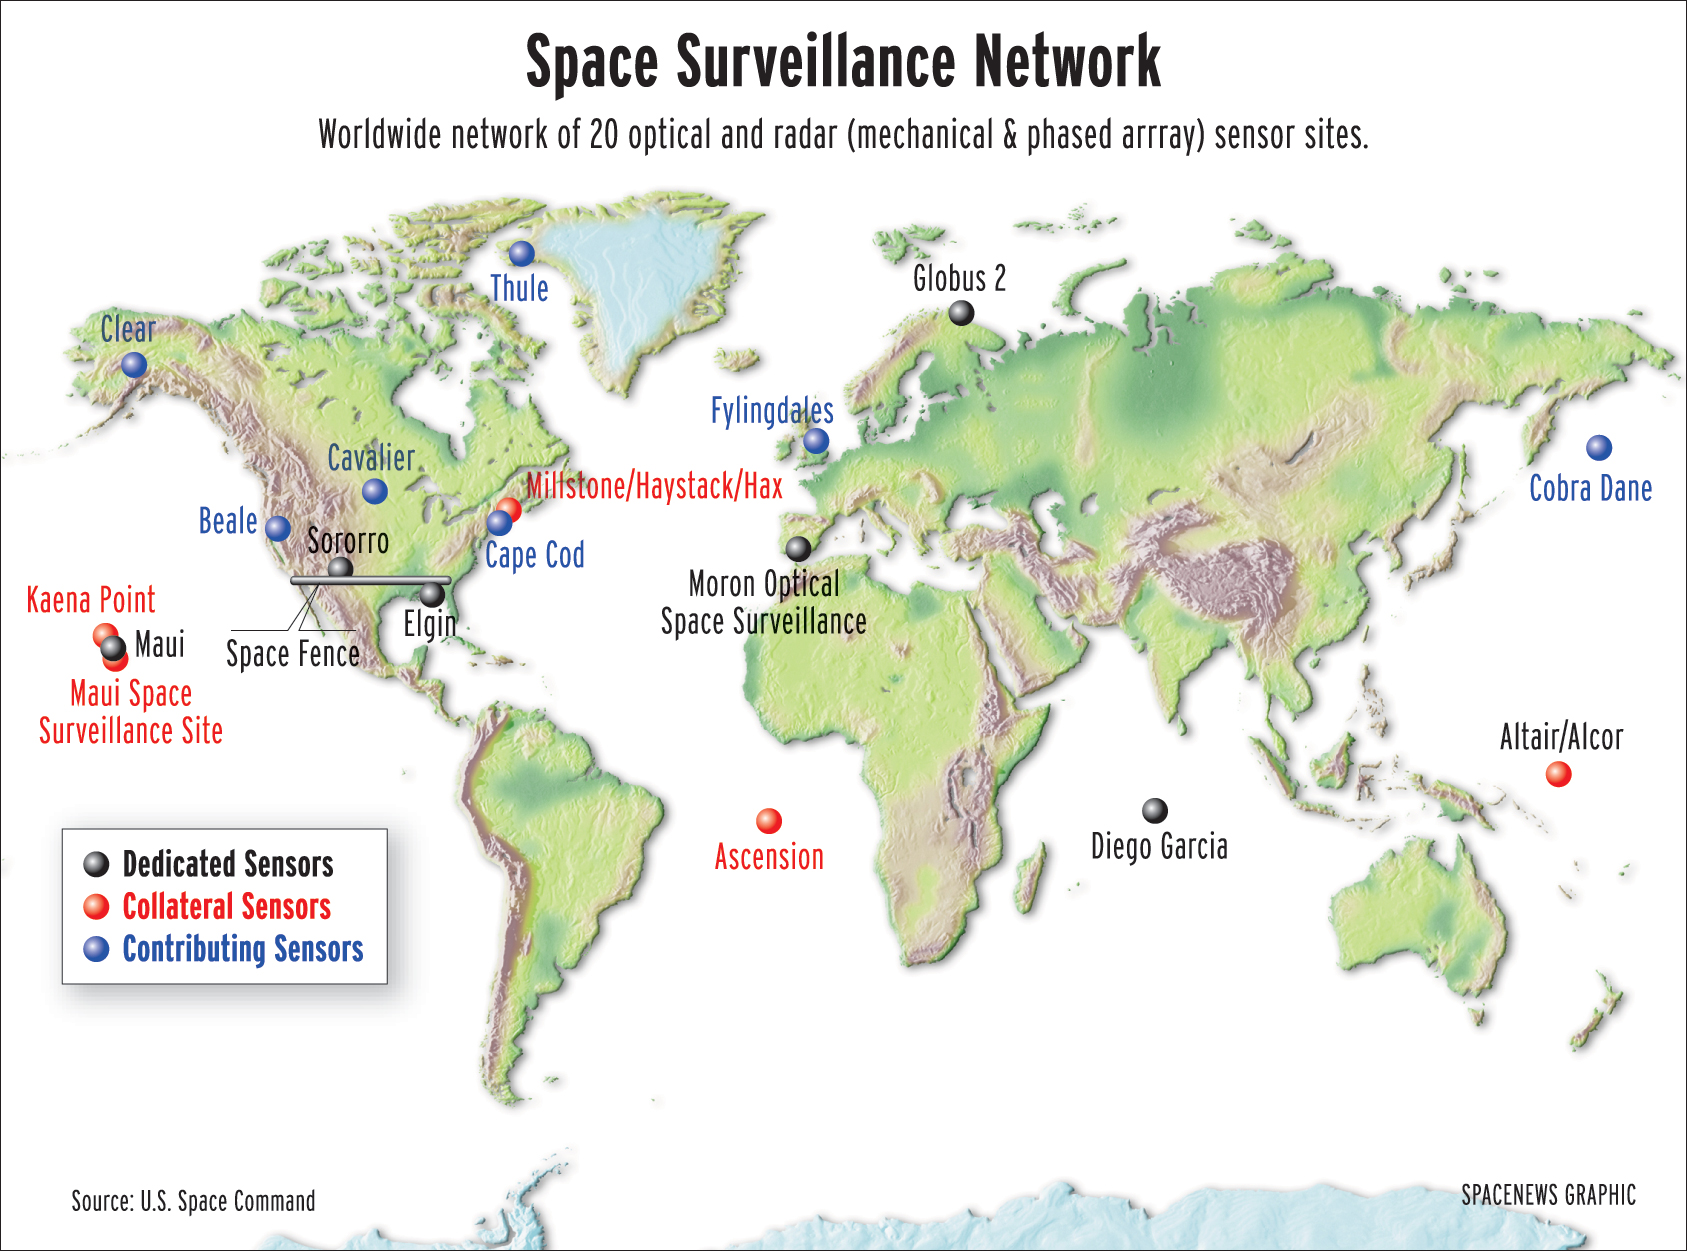 Space Surveillance Network
Worldwide network of 20 optical and radar (mechanical & phased arrray) sensor sites.
Globus 2
Thule
Clear
Fylingdales
Cavalier
Millstone/Haystack/Hax
Cobra Dane
Beale
Sororro
Cape Cod
Moron Optical
Space Surveillance
Kaena Point
Elgin
Maui
Space Fence
Maui Space
Surveillance Site
Altair/Alcor
Ascension
Diego Garcia
Dedicated Sensors
Collateral Sensors
Contributing Sensors
Source: U.S. Space Command
SPACENEWS GRAPHIC